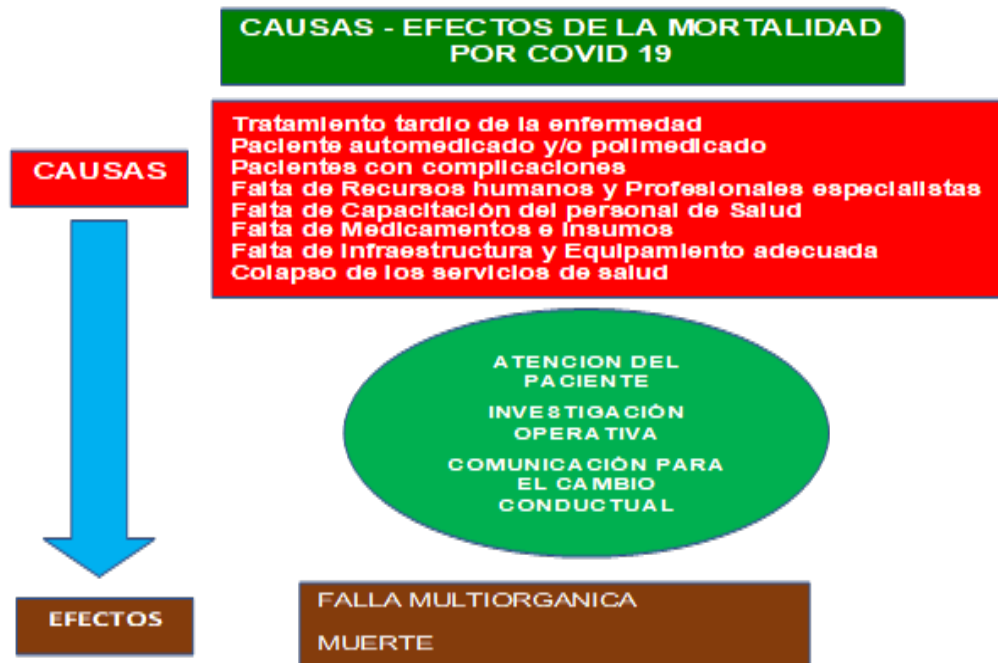 CAUSAS - EFECTOS DE LA MORTALIDAD
POR COVID 19
CAUSAS
Tratamiento tardio de la enfermedad
Paciente automedicado y/o polimedicado
Pacientes con complicaciones
Falta de Recursos humanos y Profesionales especialistas
Falta de Capacitación del personal de Salud
Falta de Medicamentos e Insumos
Falta de Infraestructura y Equipamiento adecuada
Colapso de los servicios de salud
ATENCION DEL
PACIENTE
INVESTIGACIÓN
OPERATIVA
COMUNICACIÓN PARA
EL CAMBIO
CONDUCTUAL
EFECTOS
FALLA MULTIORGANICA
MUERTE